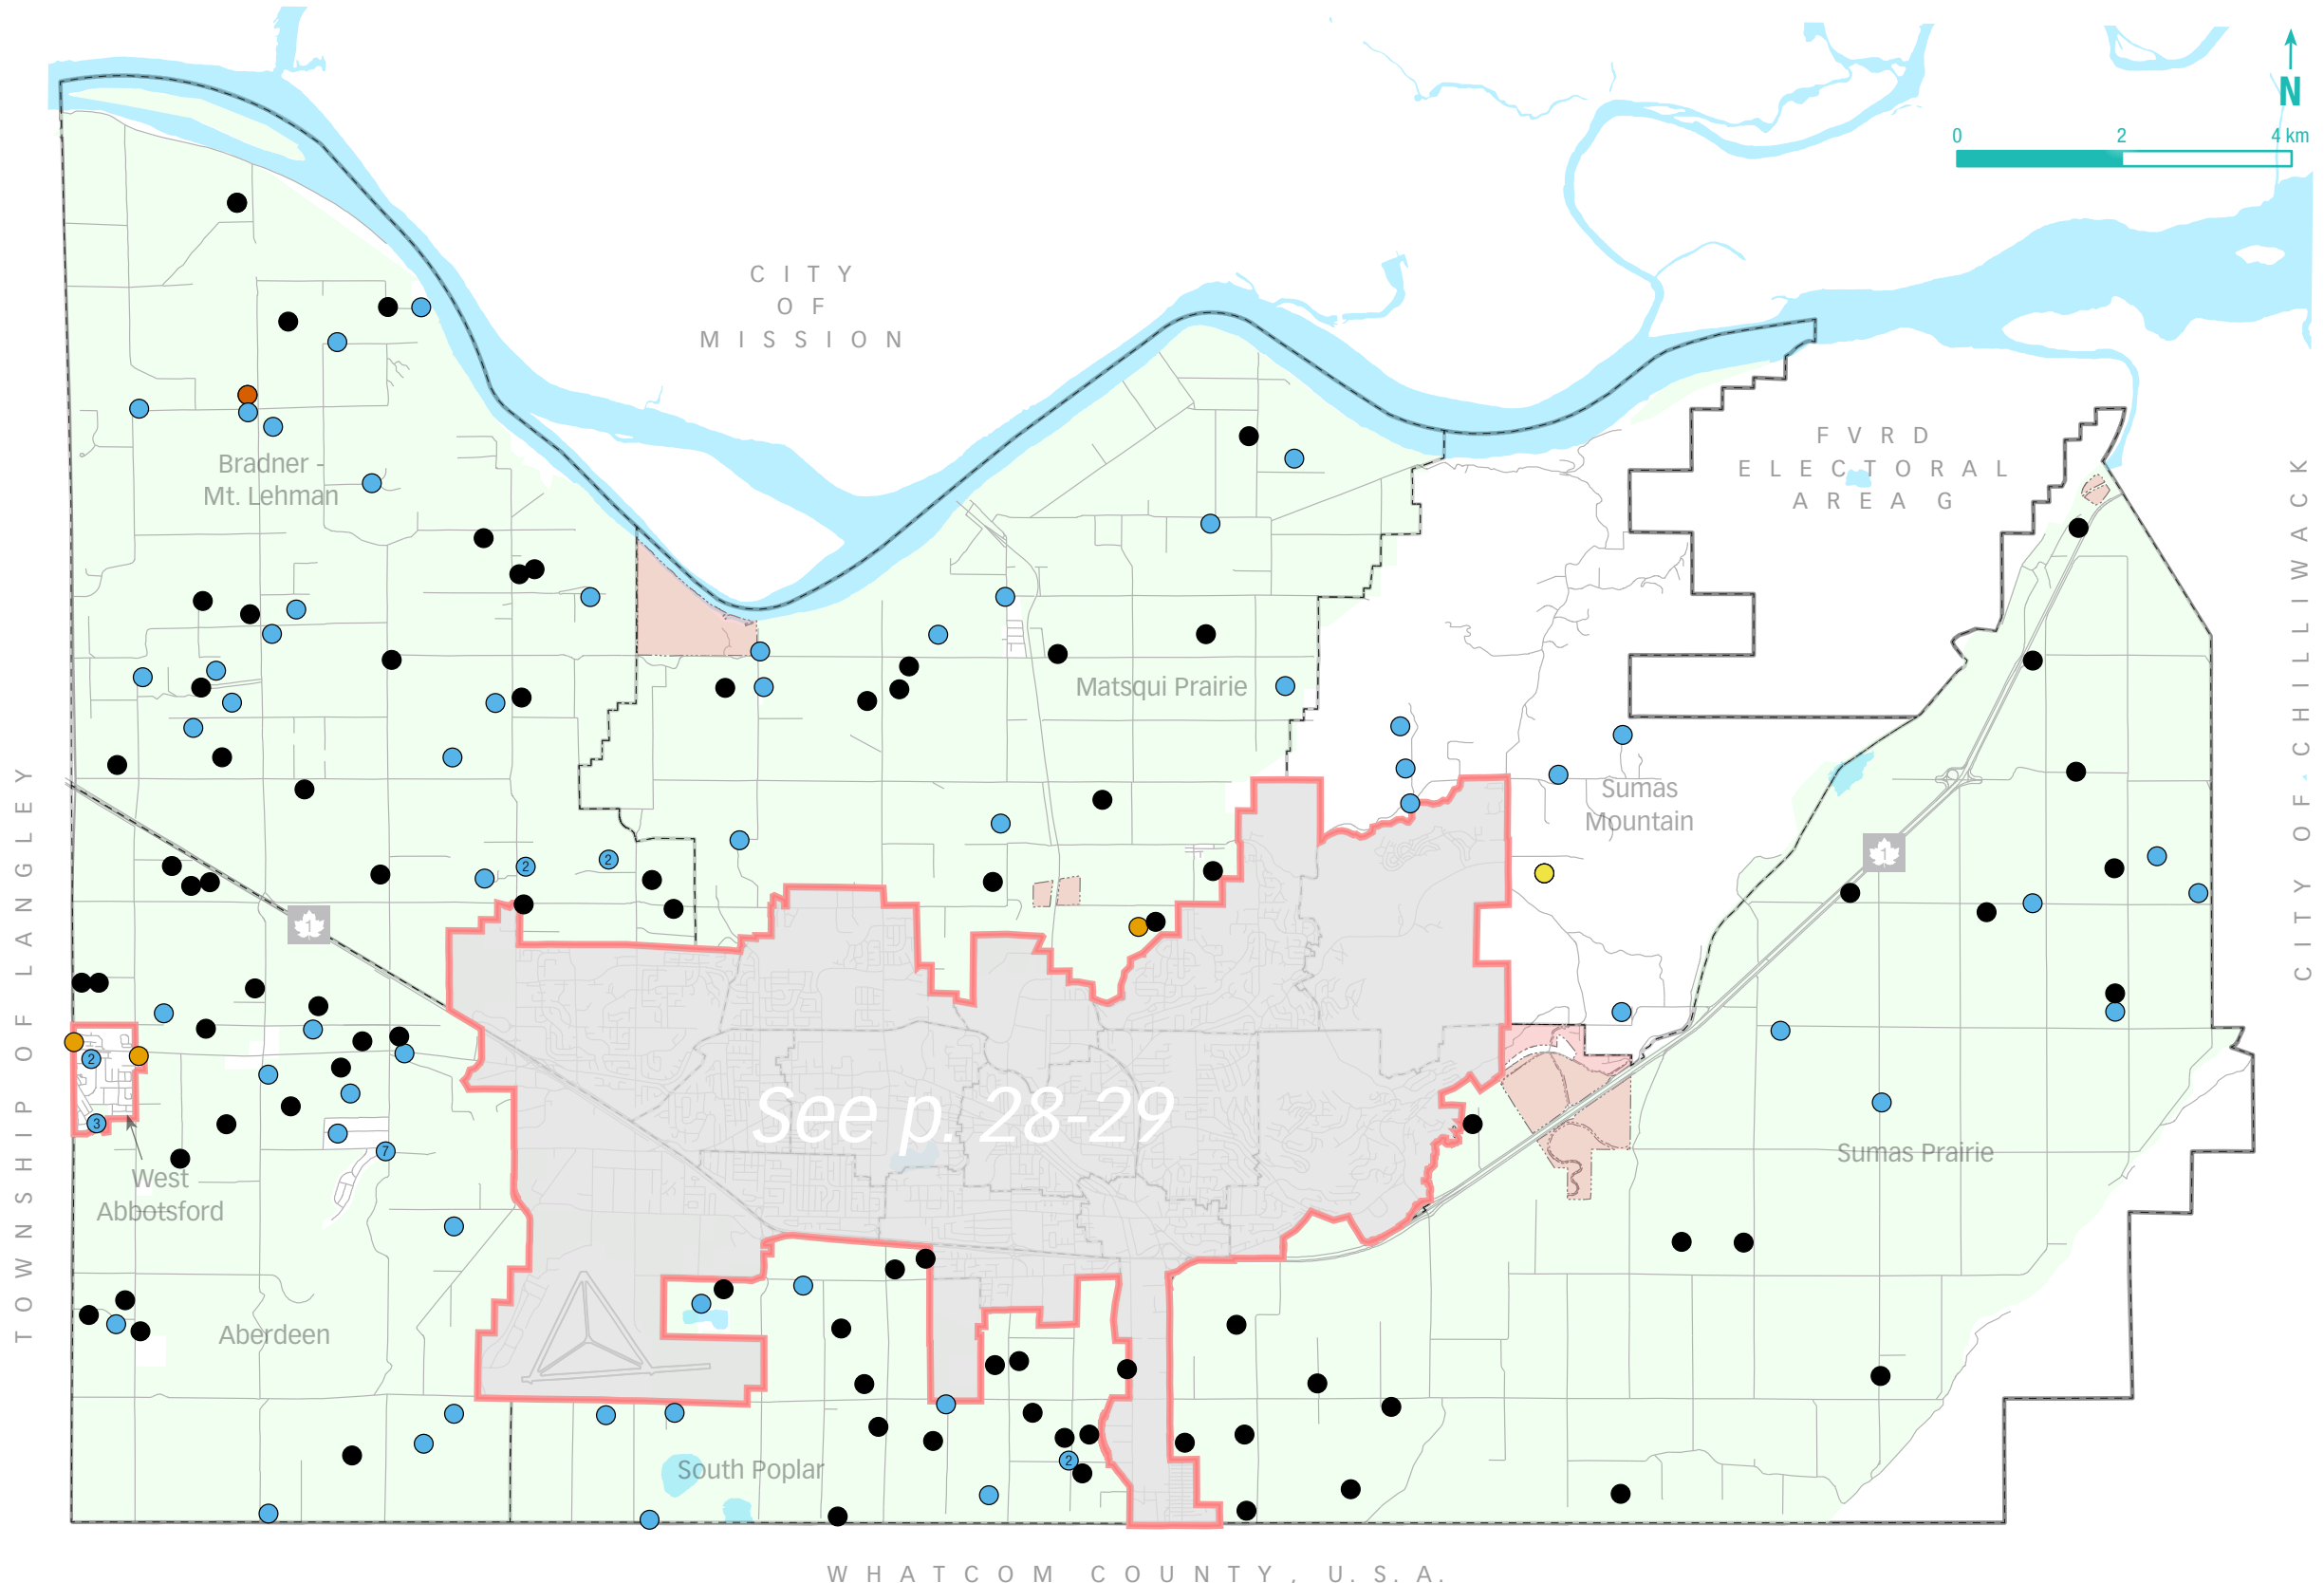 N
0 2 4 km
CITY
OF
MISSION
FVRD
ELECTORAL
AREA G
CITY OF CHILLIWACK
Bradner -
Mt. Lehman
Matsqui Prairie
Sumas
Mountain
TOWNSHIP OF LANGLEY
1
2
2
1
2
3
7
See p. 28-29
Sumas Prairie
West
Abbotsford
Aberdeen
South Poplar
2
WHATCOM COUNTY, U.S.A.